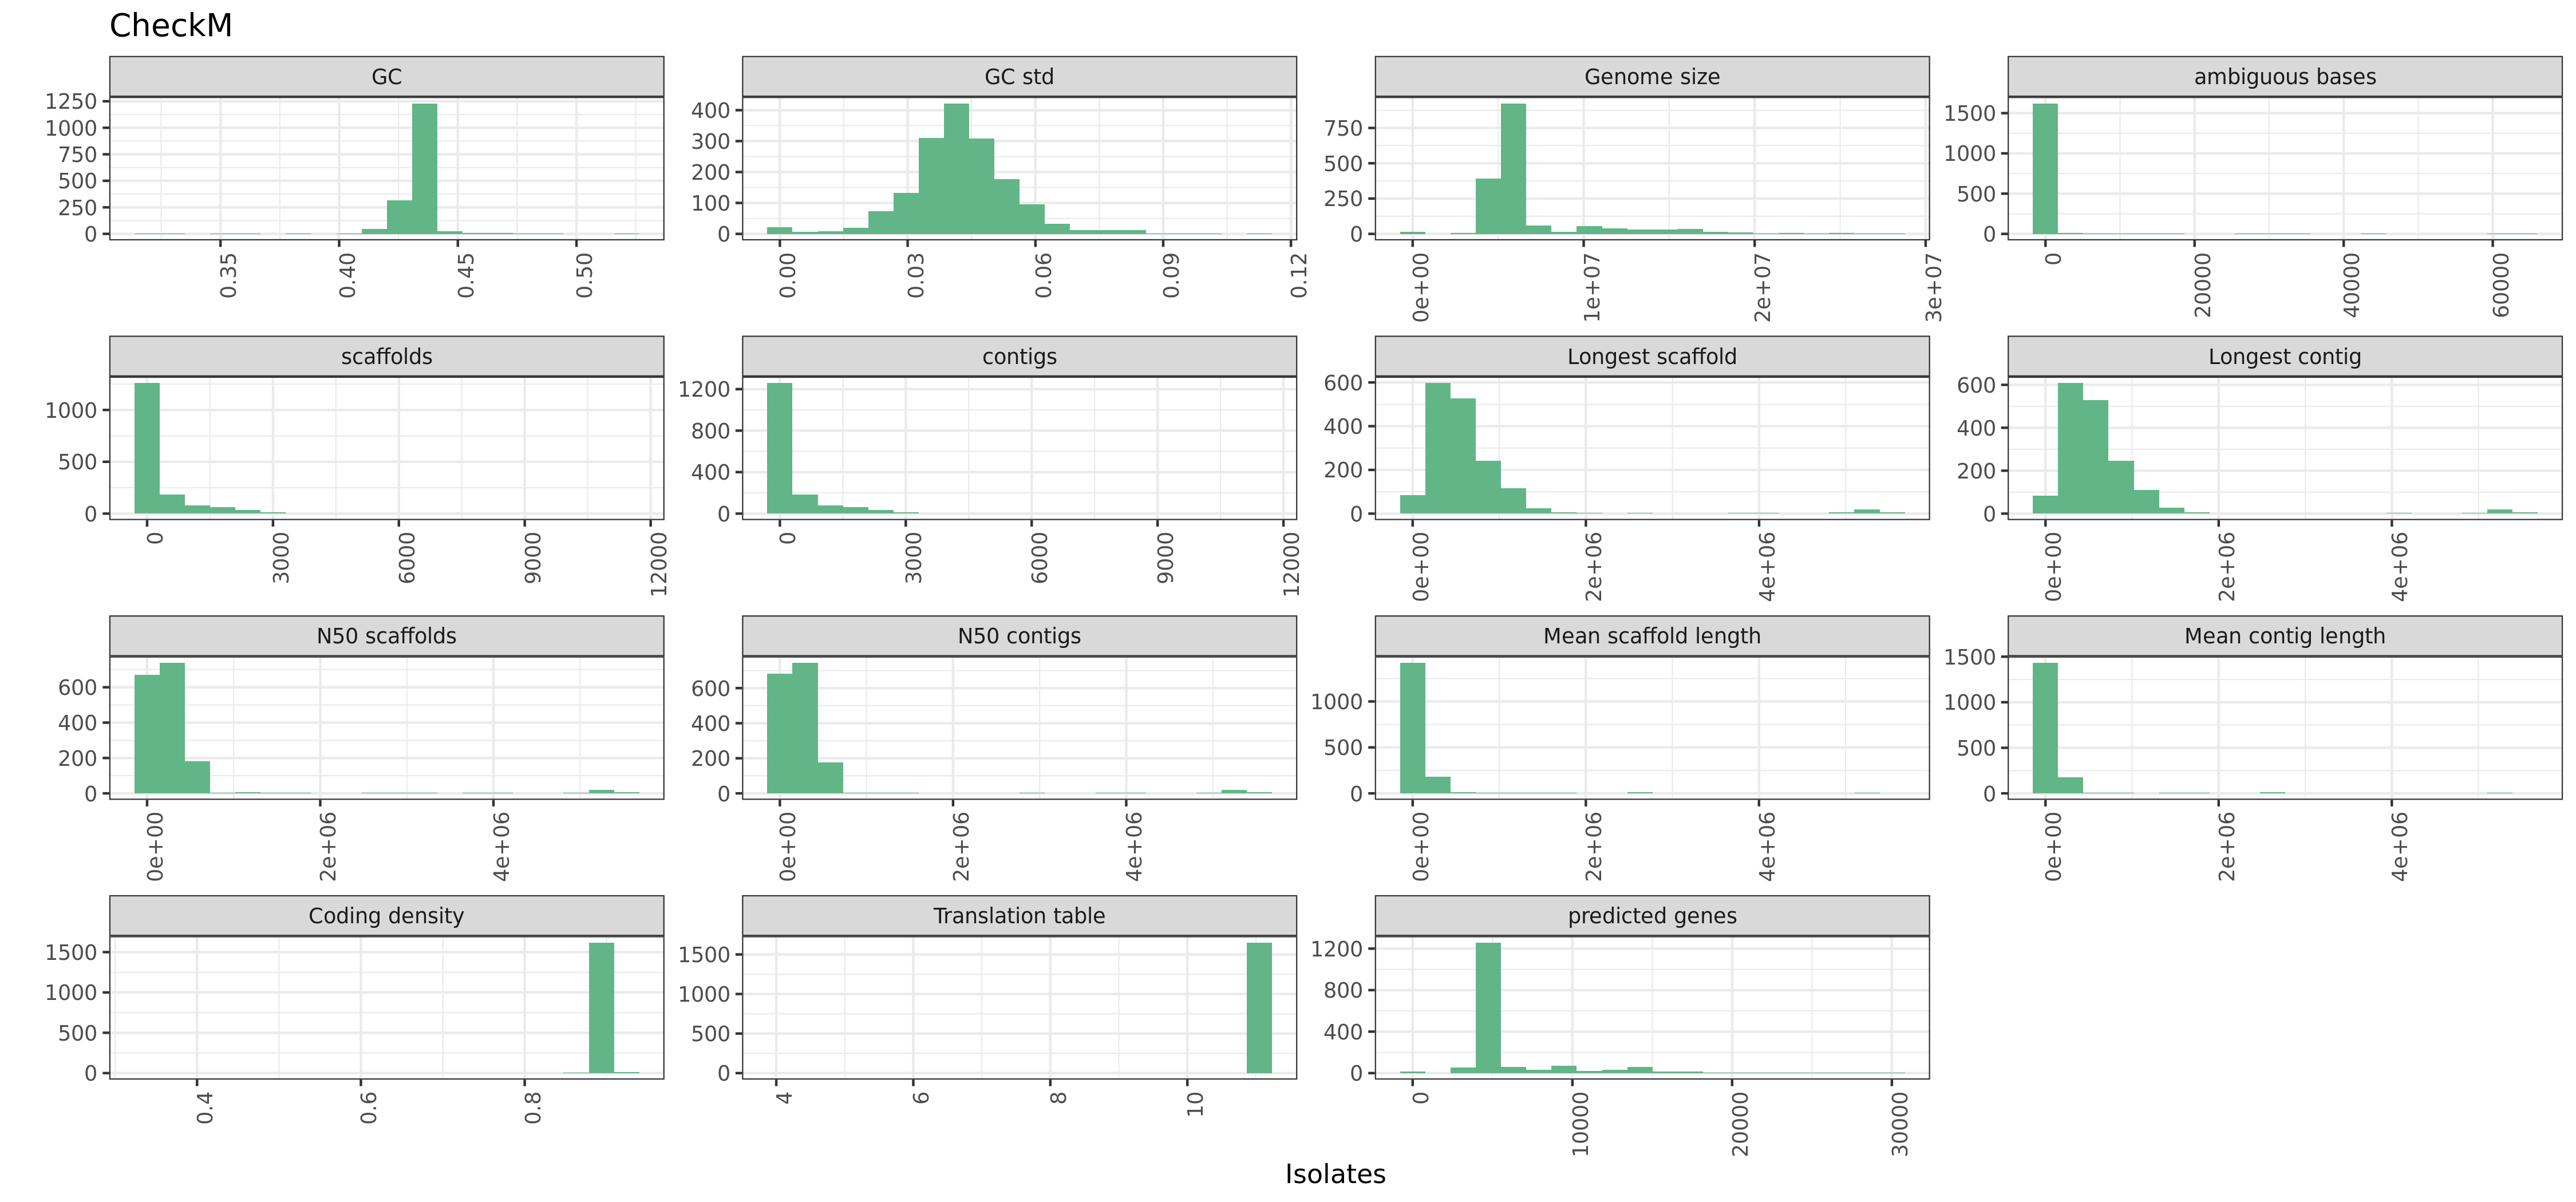 CheckM
GC
1250
1000
750
500
250
0
0.35
0.40
0.45
0.50
GC std
400
300
200
100
0
0.00
0.03
0.06
0.09
0.12
Genome size
750
500
250
0
0e+00
1e+07
2e+07
3e+07
ambiguous bases
1500
1000
500
0
0
20000
40000
60000
scaffolds
1000
500
0
0
3000
6000
9000
12000
contigs
1200
800
400
0
0
3000
6000
9000
12000
Longest scaffold
600
400
200
0
0e+00
2e+06
4e+06
Longest contig
600
400
200
0
0e+00
2e+06
4e+06
N50 scaffolds
600
400
200
0
0e+00
2e+06
4e+06
N50 contigs
600
400
200
0
0e+00
2e+06
4e+06
Mean scaffold length
1000
500
0
0e+00
2e+06
4e+06
Mean contig length
1500
1000
500
0
0e+00
2e+06
4e+06
Coding density
1500
1000
500
0
0.4
0.6
0.8
Translation table
1500
1000
500
0
4
6
8
10
predicted genes
1200
800
400
0
0
10000
20000
30000
Isolates